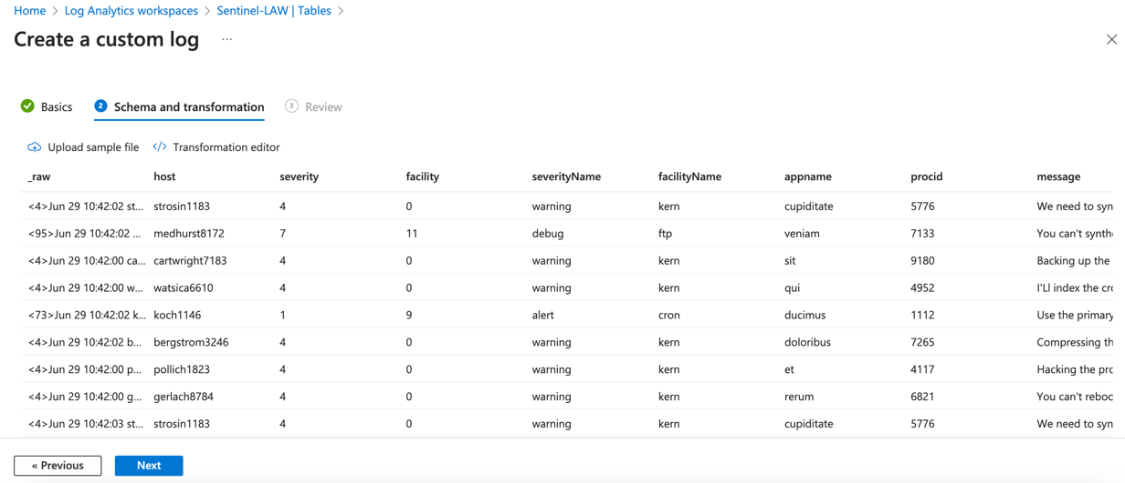 Home > Log Analytics workspaces > Sentinel-LAW | Tables >
Create a custom log ...
Basics 2 Schema and transformation 3 Review
Upload sample file </> Transformation editor
_raw host severity facility severityName facilityName appname procid message
<4>Jun 29 10:42:02 st... strosin1183 4 0 warning kern cupiditate 5776 We need to syn
<95>Jun 29 10:42:02 ... medhurst8172 7 11 debug ftp veniam 7133 You can't synth
<4>Jun 29 10:42:00 ca... cartwright7183 4 0 warning kern sit 9180 Backing up the
<4>Jun 29 10:42:00 w... watsica6610 4 0 warning kern qui 4952 I'Ll index the cro
<73>Jun 29 10:42:02 k... koch1146 1 9 alert cron ducimus 1112 Use the primary
<4>Jun 29 10:42:02 b... bergstrom3246 4 0 warning kern doloribus 7265 Compressing th
<4>Jun 29 10:42:00 p... pollich1823 4 0 warning kern et 4117 Hacking the pro
<4>Jun 29 10:42:00 g... gerlach8784 4 0 warning kern rerum 6821 You can't reboo
<4>Jun 29 10:42:03 st... strosin1183 4 0 warning kern cupiditate 5776 We need to syn
« Previous Next